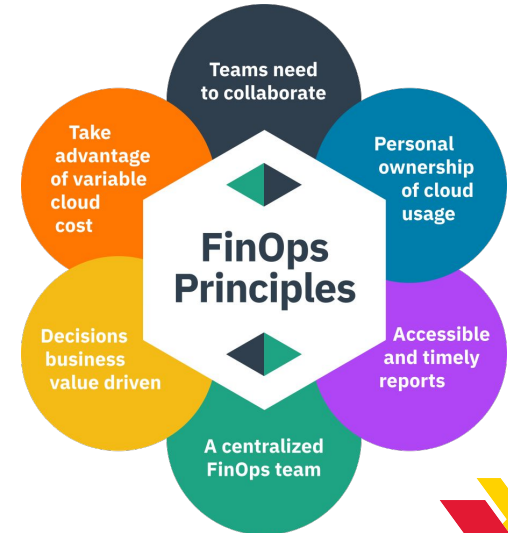 Teams need
to collaborate
Personal
ownership
of cloud
usage
Accessible
and timely
reports
A centralized
FinOps team
Decisions
business
value driven
Take
advantage
of variable
cloud
cost
FinOps
Principles